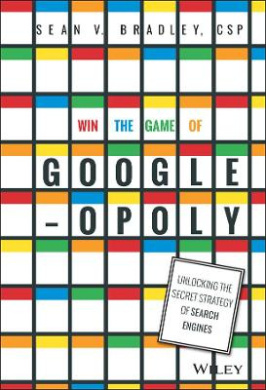 SEAN V. BRADLEY, CSP
WIN THE GAME OF
GOOGLE
-OPOLY
UNLOCKING THE
SECRET STRATEGY
OF SEARCH
ENGINES
WILEY